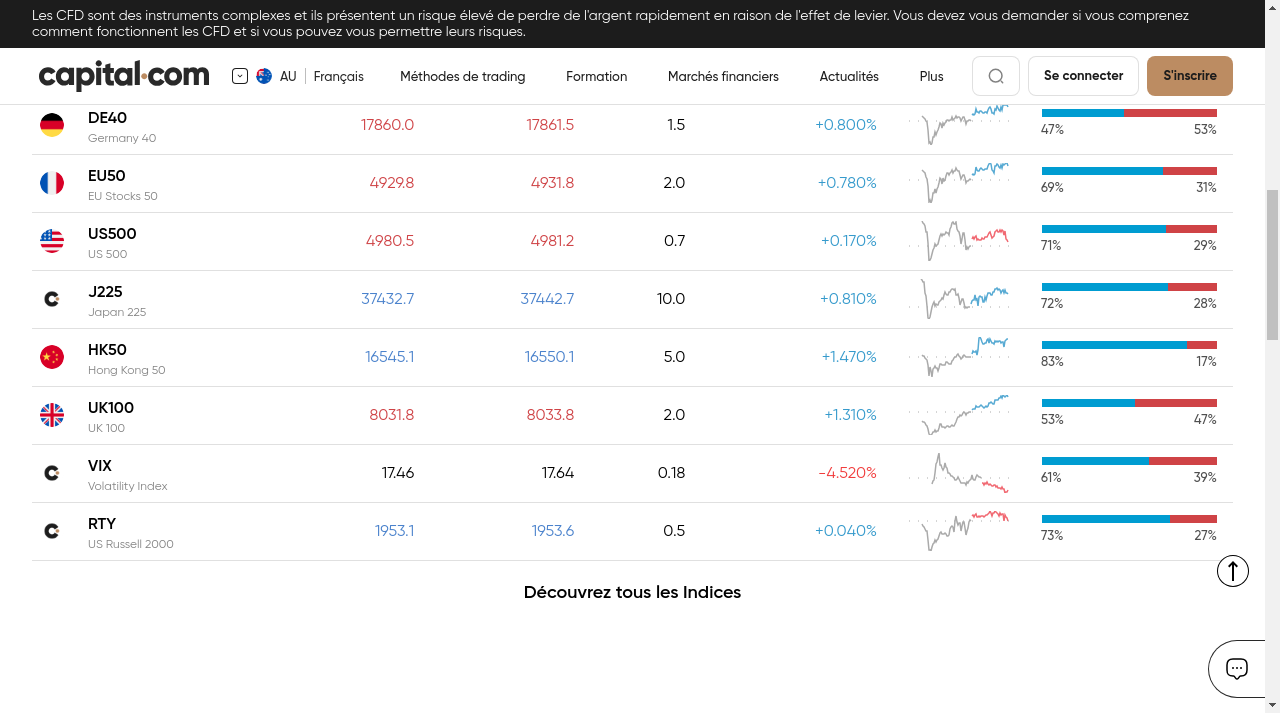 Les CFD sont des instruments complexes et ils présentent un risque élevé de perdre de l'argent rapidement en raison de l'effet de levier. Vous devez vous demander si vous comprenez
comment fonctionnent les CFD et si vous pouvez vous permettre leurs risques.
capital.com AU Français Méthodes de trading Formation Marchés financiers Actualités Plus Se connecter S'inscrire
DE40 17860.0 17861.5 1.5 +0.800%
Germany 40 47% 53%
EU50 4929.8 4931.8 2.0 +0.780%
EU Stocks 50 69% 31%
US500 4980.5 4981.2 0.7 +0.170%
US 500 71% 29%
J225 37432.7 37442.7 10.0 +0.810%
Japan 225 72% 28%
HK50 16545.1 16550.1 5.0 +1.470%
Hong Kong 50 83% 17%
UK100 8031.8 8033.8 2.0 +1.310%
UK 100 53% 47%
VIX 17.46 17.64 0.18 -4.520%
Volatility Index 61% 39%
RTY 1953.1 1953.6 0.5 +0.040%
US Russell 2000 73% 27%
Découvrez tous les Indices